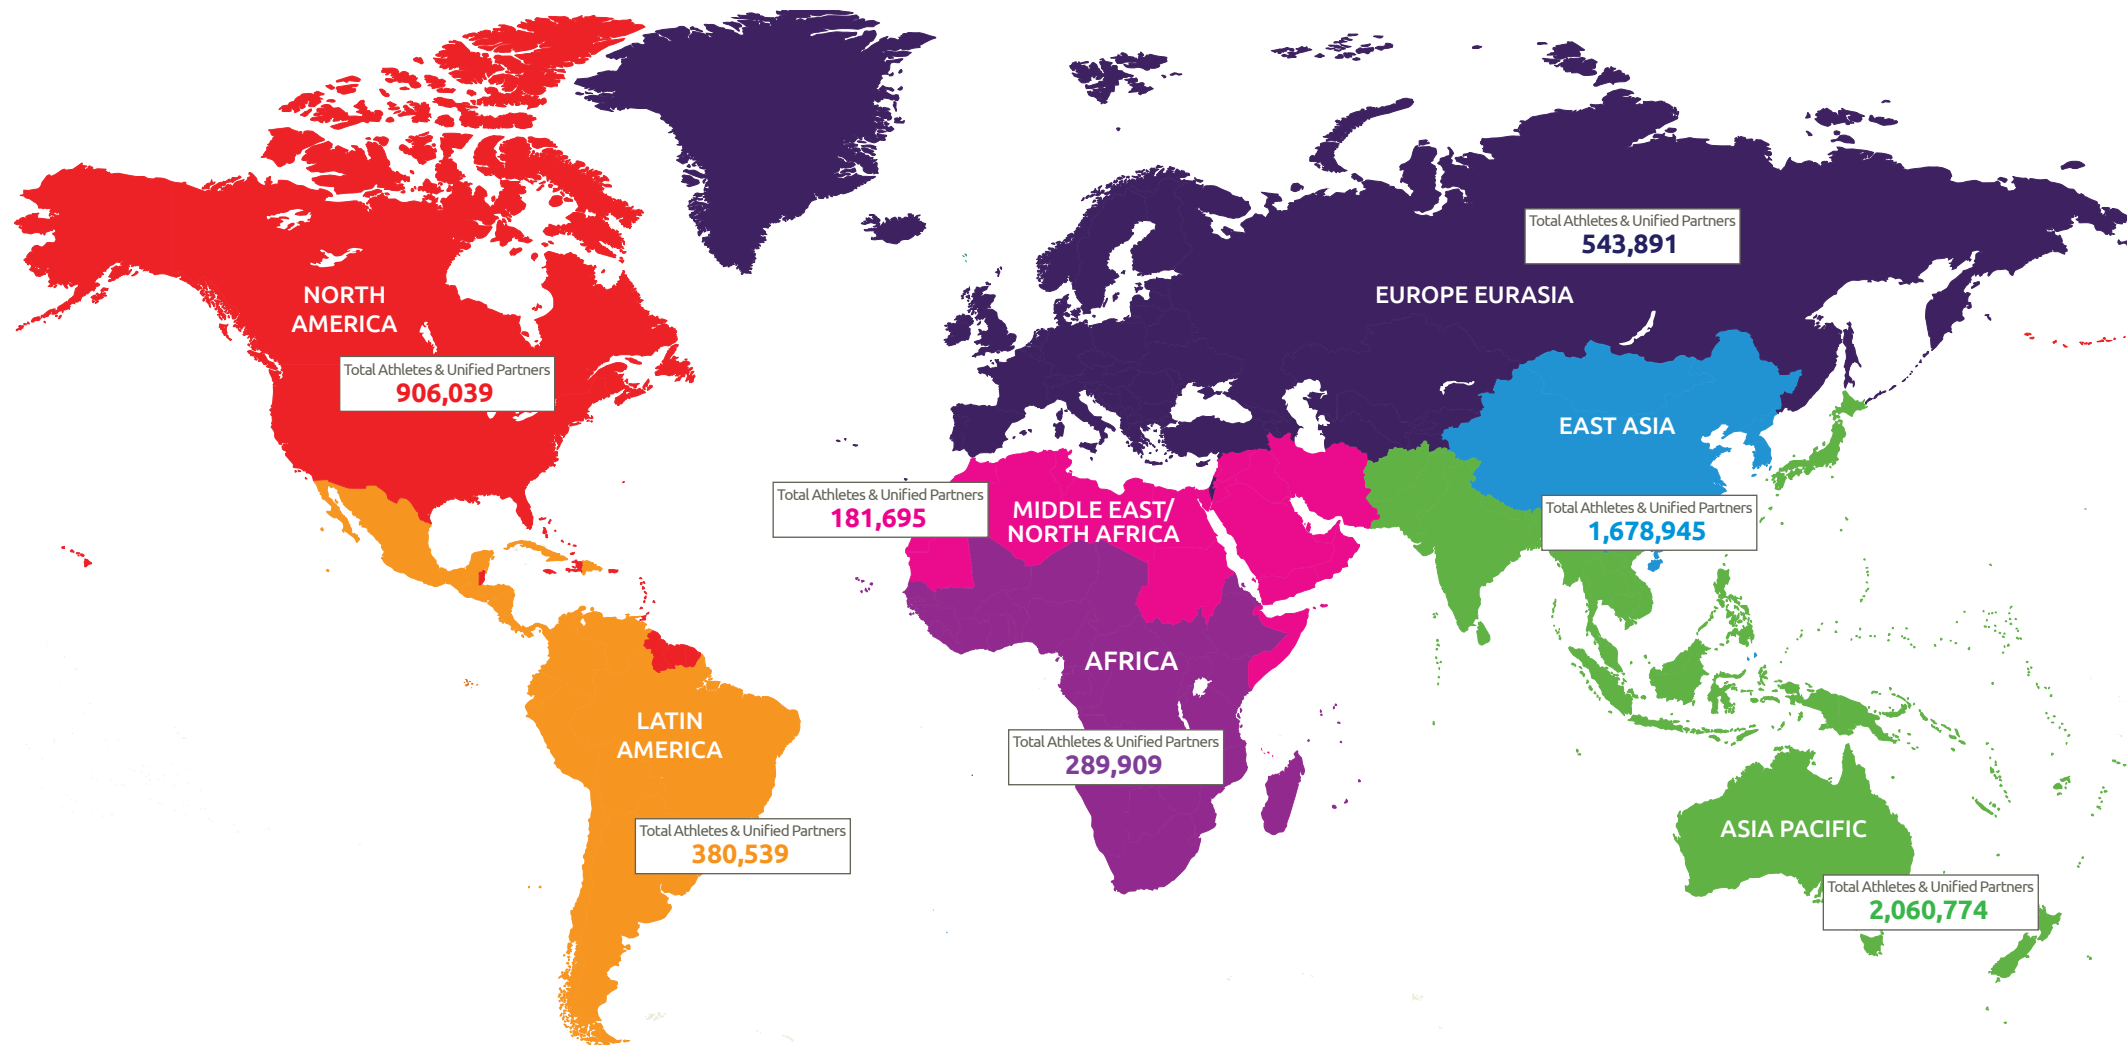 Total Athletes & Unified Partners
543,891
EUROPE EURASIA
NORTH
AMERICA
Total Athletes & Unified Partners
906,039
EAST ASIA
Total Athletes & Unified Partners
1,678,945
Total Athletes & Unified Partners
181,695
MIDDLE EAST/
NORTH AFRICA
AFRICA
Total Athletes & Unified Partners
289,909
LATIN
AMERICA
Total Athletes & Unified Partners
380,539
ASIA PACIFIC
Total Athletes & Unified Partners
2,060,774